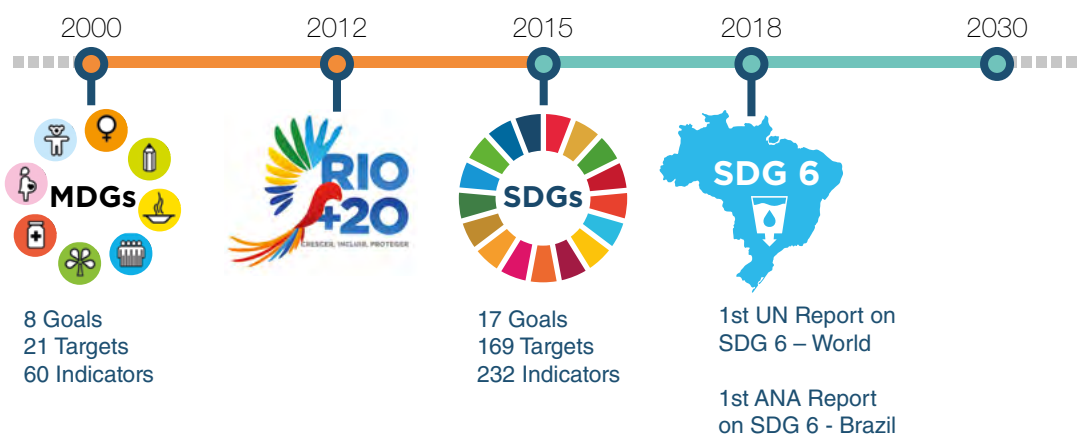 2000
2012
2015
2018
2030
MDGs
RIO
+20
CRESCER, INCLUIR, PROTEGER
SDGs
SDG 6
8 Goals
21 Targets
60 Indicators
17 Goals
169 Targets
232 Indicators
1st UN Report on
SDG 6 – World
1st ANA Report
on SDG 6 - Brazil